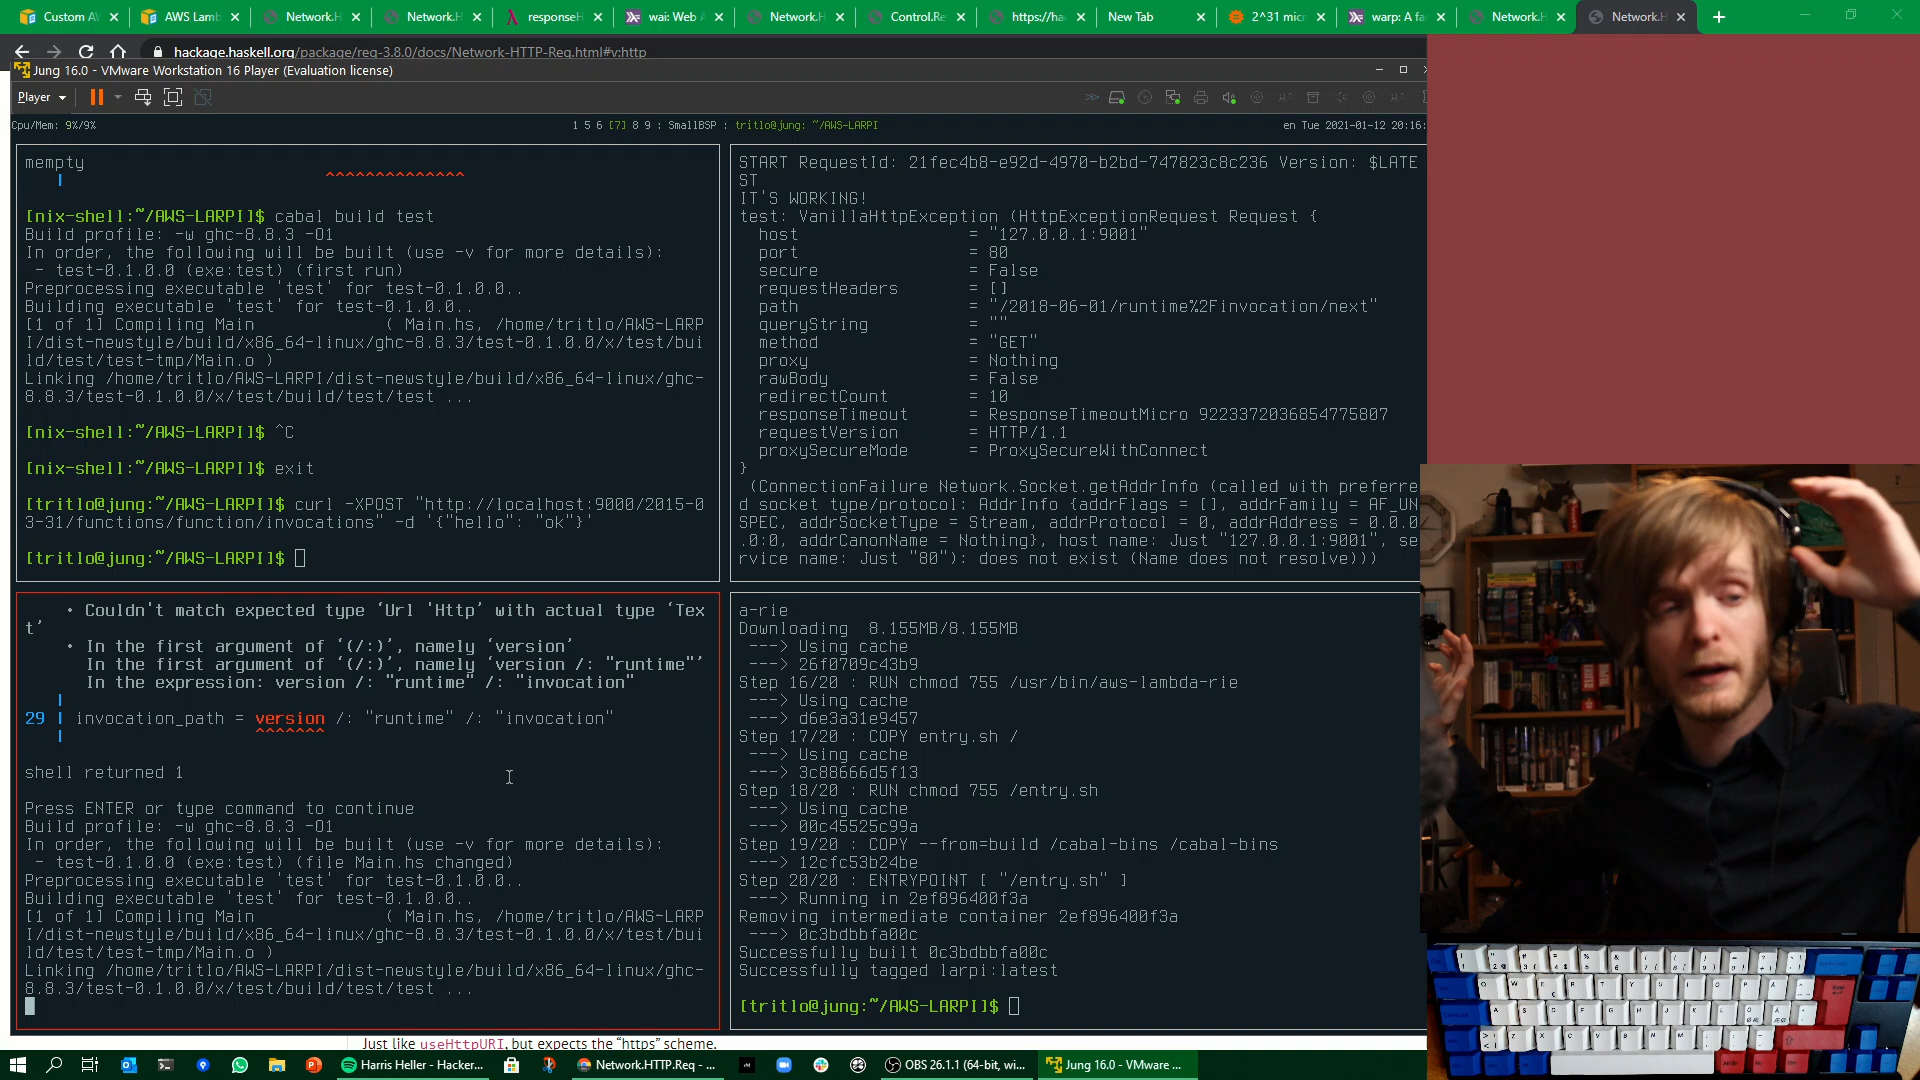 Custom AW
AWS Lamb
Network.H
Network.H
responseH
wai: Web A
Network.H
Control.Re
https://hac
New Tab
2^31 micr
warp: A fa
Network.H
Network.H
hackage.haskell.org/package/req-3.8.0/docs/Network-HTTP-Req.html#v:http
Jung 16.0 - VMware Workstation 16 Player (Evaluation license)
Player
Cpu/Mem: 9%/9%
1 5 6 [7] 8 9 : SmallBSP : tritlo@jung: ~/AWS-LARPI
en Tue 2021-01-12 20:16:
mempty
^^^^^^^^^^^^^^
[nix-shell:~/AWS-LARPI]$ cabal build test
Build profile: -w ghc-8.8.3 -O1
In order, the following will be built (use -v for more details):
- test-0.1.0.0 (exe:test) (first run)
Preprocessing executable 'test' for test-0.1.0.0..
Building executable 'test' for test-0.1.0.0..
[1 of 1] Compiling Main ( Main.hs, /home/tritlo/AWS-LARP
I/dist-newstyle/build/x86_64-linux/ghc-8.8.3/test-0.1.0.0/x/test/bui
ld/test/test-tmp/Main.o )
Linking /home/tritlo/AWS-LARPI/dist-newstyle/build/x86_64-linux/ghc-
8.8.3/test-0.1.0.0/x/test/build/test/test ...
[nix-shell:~/AWS-LARPI]$ ^C
[nix-shell:~/AWS-LARPI]$ exit
[tritlo@jung:~/AWS-LARPI]$ curl -XPOST "http://localhost:9000/2015-0
3-31/functions/function/invocations" -d '{"hello": "ok"}'
[tritlo@jung:~/AWS-LARPI]$
START RequestId: 21fec4b8-e92d-4970-b2bd-747823c8c236 Version: $LATE
ST
IT'S WORKING!
test: VanillaHttpException (HttpExceptionRequest Request {
host = "127.0.0.1:9001"
port = 80
secure = False
requestHeaders = []
path = "/2018-06-01/runtime%2Finvocation/next"
queryString = ""
method = "GET"
proxy = Nothing
rawBody = False
redirectCount = 10
responseTimeout = ResponseTimeoutMicro 9223372036854775807
requestVersion = HTTP/1.1
proxySecureMode = ProxySecureWithConnect
}
(ConnectionFailure Network.Socket.getAddrInfo (called with preferre
d socket type/protocol: AddrInfo {addrFlags = [], addrFamily = AF_UN
SPEC, addrSocketType = Stream, addrProtocol = 0, addrAddress = 0.0.0
.0:0, addrCanonName = Nothing}, host name: Just "127.0.0.1:9001", se
rvice name: Just "80"): does not exist (Name does not resolve)))
• Couldn't match expected type ‘Url 'Http’ with actual type ‘Tex
t’
• In the first argument of ‘(/:)’, namely ‘version’
In the first argument of ‘(/:)’, namely ‘version /: "runtime"’
In the expression: version /: "runtime" /: "invocation"
29 | invocation_path = version /: "runtime" /: "invocation"
^^^^^^^
shell returned 1
Press ENTER or type command to continue
Build profile: -w ghc-8.8.3 -O1
In order, the following will be built (use -v for more details):
- test-0.1.0.0 (exe:test) (file Main.hs changed)
Preprocessing executable 'test' for test-0.1.0.0..
Building executable 'test' for test-0.1.0.0..
[1 of 1] Compiling Main ( Main.hs, /home/tritlo/AWS-LARP
I/dist-newstyle/build/x86_64-linux/ghc-8.8.3/test-0.1.0.0/x/test/bui
ld/test/test-tmp/Main.o )
Linking /home/tritlo/AWS-LARPI/dist-newstyle/build/x86_64-linux/ghc-
8.8.3/test-0.1.0.0/x/test/build/test/test ...
a-rie
Downloading 8.155MB/8.155MB
---> Using cache
---> 26f0709c43b9
Step 16/20 : RUN chmod 755 /usr/bin/aws-lambda-rie
---> Using cache
---> d6e3a31e9457
Step 17/20 : COPY entry.sh /
---> Using cache
---> 3c88666d5f13
Step 18/20 : RUN chmod 755 /entry.sh
---> Using cache
---> 00c45525c99a
Step 19/20 : COPY --from=build /cabal-bins /cabal-bins
---> 12cfc53b24be
Step 20/20 : ENTRYPOINT [ "/entry.sh" ]
---> Running in 2ef896400f3a
Removing intermediate container 2ef896400f3a
---> 0c3bdbbfa00c
Successfully built 0c3bdbbfa00c
Successfully tagged larpi:latest
[tritlo@jung:~/AWS-LARPI]$
Just like useHttpURI, but expects the “https” scheme.
Harris Heller - Hacker...
Network.HTTP.Req - ...
OBS 26.1.1 (64-bit, wi...
Jung 16.0 - VMware ...